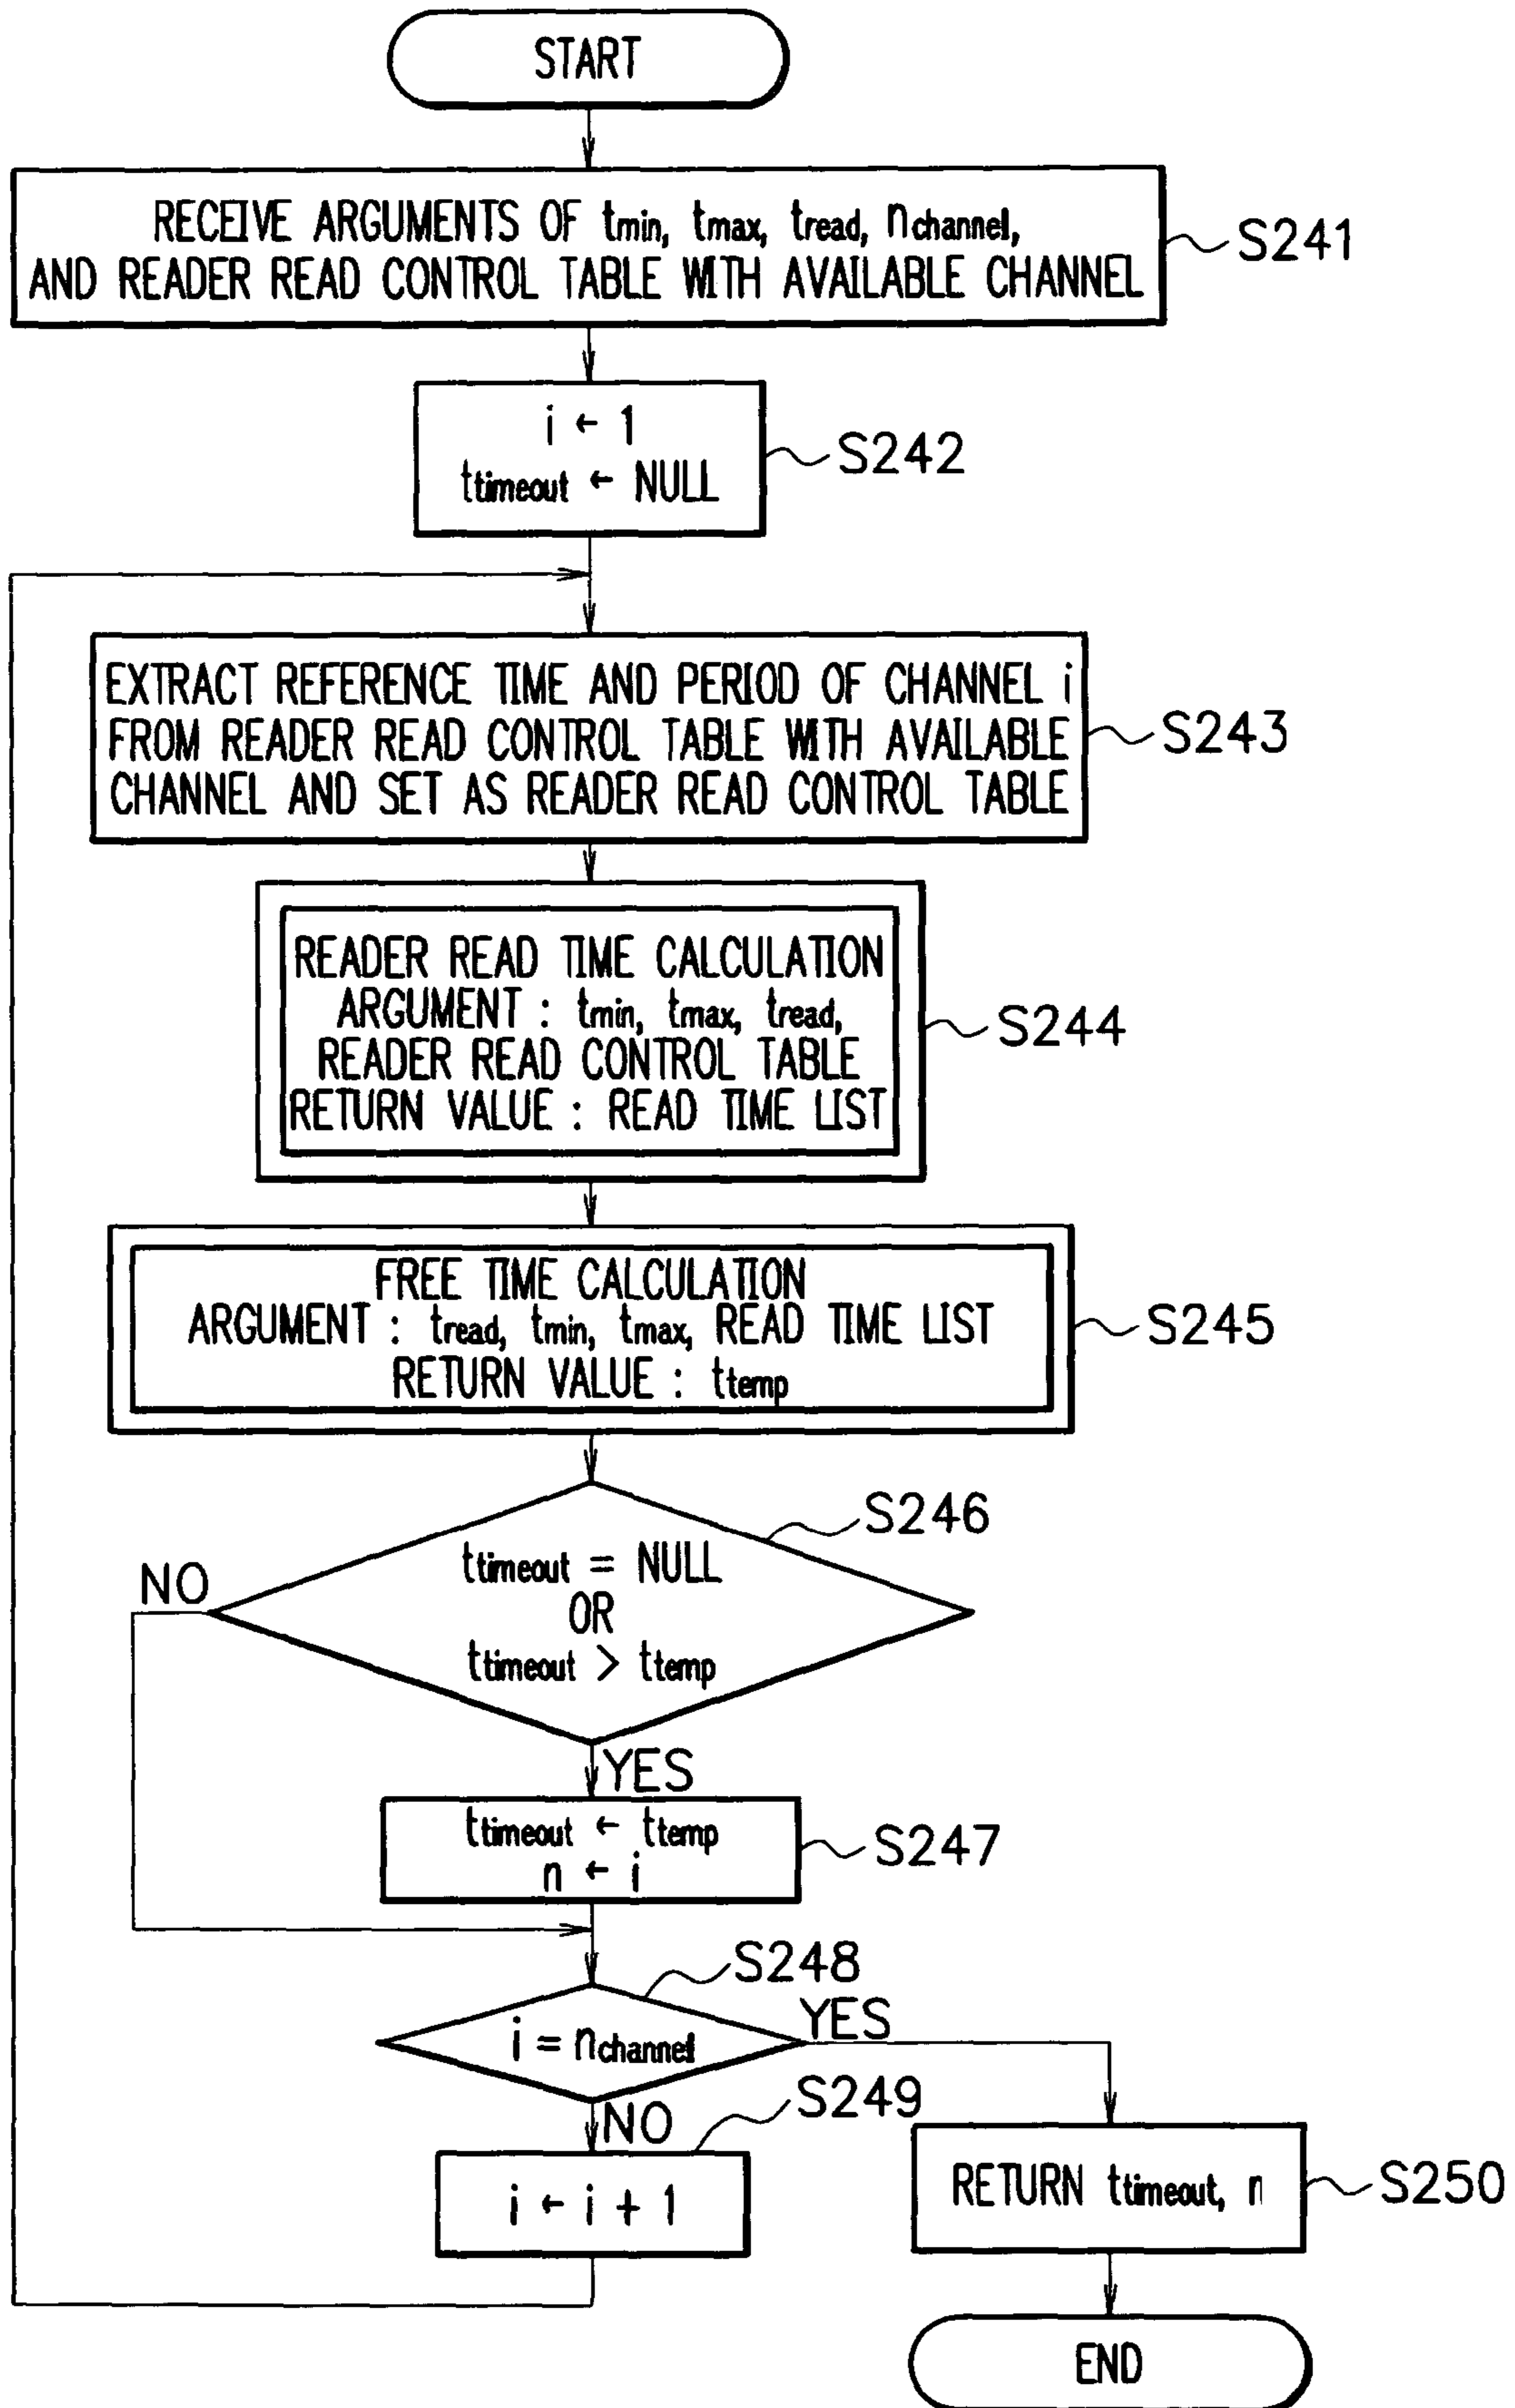 START
RECEIVE ARGUMENTS OF tmin, tmax, tread, nchannel,
AND READER READ CONTROL TABLE WITH AVAILABLE CHANNEL
S241
i ← 1
ttimeout ← NULL
S242
EXTRACT REFERENCE TIME AND PERIOD OF CHANNEL i
FROM READER READ CONTROL TABLE WITH AVAILABLE
CHANNEL AND SET AS READER READ CONTROL TABLE
S243
READER READ TIME CALCULATION
ARGUMENT : tmin, tmax, tread,
READER READ CONTROL TABLE
RETURN VALUE : READ TIME LIST
S244
FREE TIME CALCULATION
ARGUMENT : tread, tmin, tmax, READ TIME LIST
RETURN VALUE : ttemp
S245
S246
ttimeout = NULL
OR
ttimeout > ttemp
NO
YES
ttimeout ← ttemp
n ← i
S247
S248
i = nchannel
YES
NO
S249
i ← i + 1
RETURN ttimeout, n
S250
END